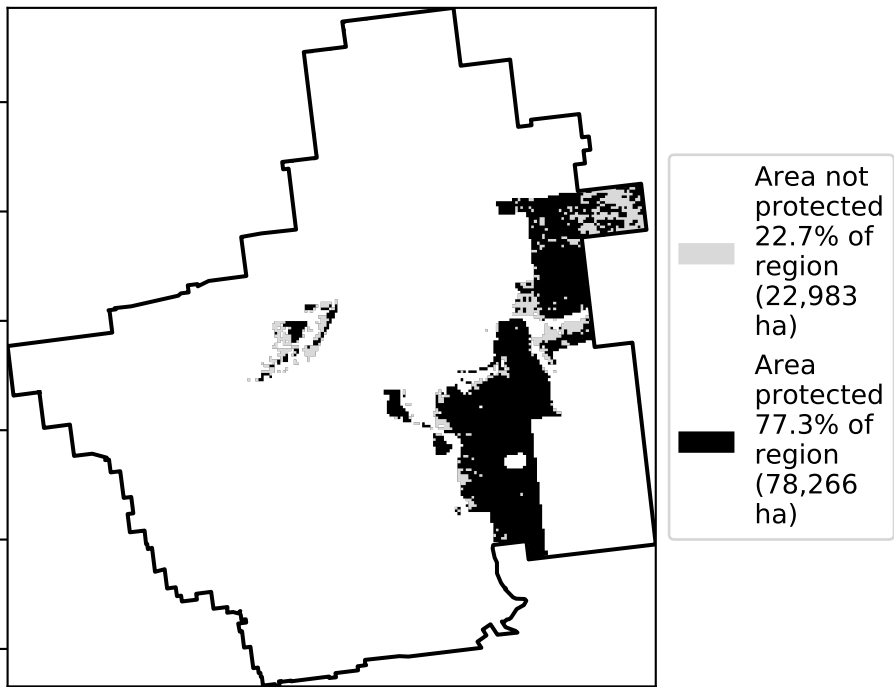 Area not
protected
22.7% of
region
(22,983
ha)
Area
protected
77.3% of
region
(78,266
ha)